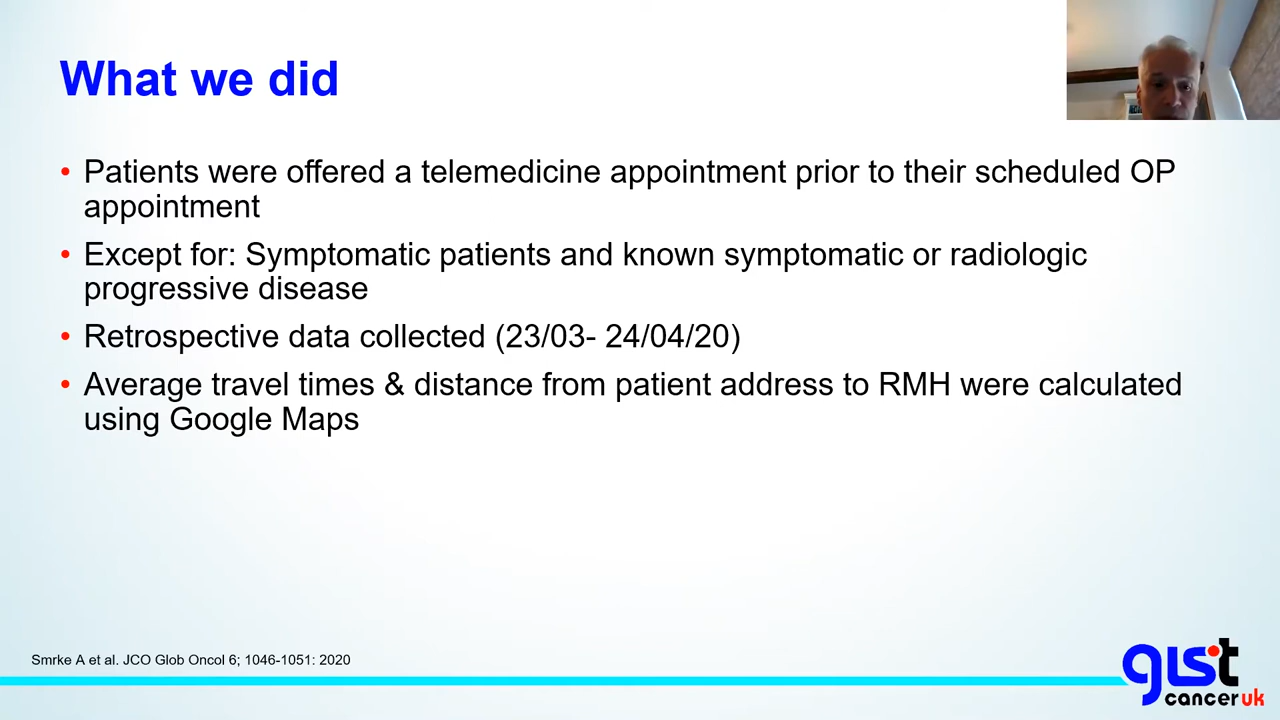 What we did
• Patients were offered a telemedicine appointment prior to their scheduled OP
appointment
• Except for: Symptomatic patients and known symptomatic or radiologic
progressive disease
• Retrospective data collected (23/03- 24/04/20)
• Average travel times & distance from patient address to RMH were calculated
using Google Maps
Smrke A et al. JCO Glob Oncol 6; 1046-1051: 2020
gist
cancer uk